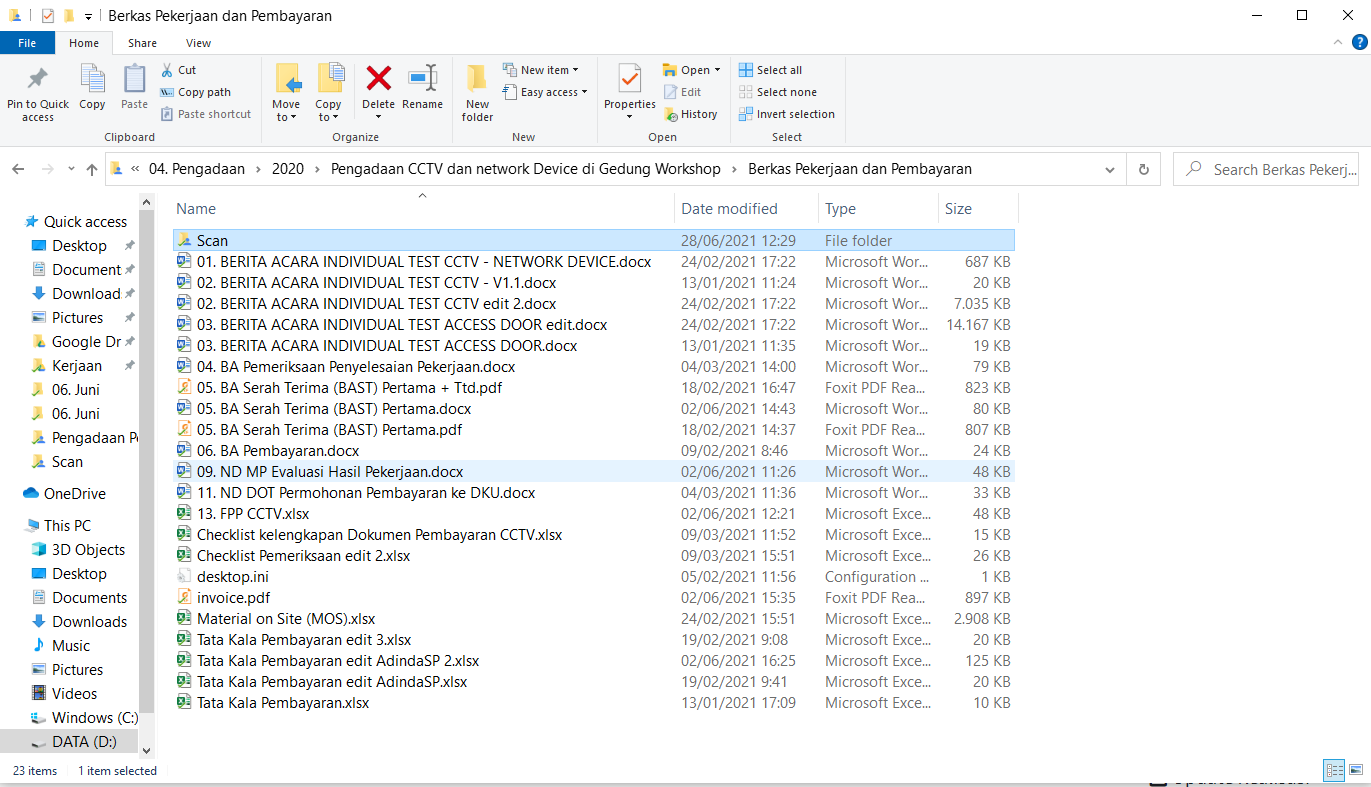 Berkas Pekerjaan dan Pembayaran
File Home Share View
Pin to Quick access
Copy
Paste
Cut
Copy path
Paste shortcut
Clipboard
Move to
Copy to
Delete
Rename
Organize
New folder
New item
Easy access
New
Properties
Open
Edit
History
Open
Select all
Select none
Invert selection
Select
« 04. Pengadaan › 2020 › Pengadaan CCTV dan network Device di Gedung Workshop › Berkas Pekerjaan dan Pembayaran
Search Berkas Pekerj...
Quick access
Desktop
Document
Download
Pictures
Google Dr
Kerjaan
06. Juni
06. Juni
Pengadaan P
Scan
OneDrive
This PC
3D Objects
Desktop
Documents
Downloads
Music
Pictures
Videos
Windows (C:)
DATA (D:)
Name Date modified Type Size
Scan 28/06/2021 12:29 File folder
01. BERITA ACARA INDIVIDUAL TEST CCTV - NETWORK DEVICE.docx 24/02/2021 17:22 Microsoft Wor... 687 KB
02. BERITA ACARA INDIVIDUAL TEST CCTV - V1.1.docx 13/01/2021 11:24 Microsoft Wor... 20 KB
02. BERITA ACARA INDIVIDUAL TEST CCTV edit 2.docx 24/02/2021 17:22 Microsoft Wor... 7.035 KB
03. BERITA ACARA INDIVIDUAL TEST ACCESS DOOR edit.docx 24/02/2021 17:22 Microsoft Wor... 14.167 KB
03. BERITA ACARA INDIVIDUAL TEST ACCESS DOOR.docx 13/01/2021 11:35 Microsoft Wor... 19 KB
04. BA Pemeriksaan Penyelesaian Pekerjaan.docx 04/03/2021 14:00 Microsoft Wor... 79 KB
05. BA Serah Terima (BAST) Pertama + Ttd.pdf 18/02/2021 16:47 Foxit PDF Rea... 823 KB
05. BA Serah Terima (BAST) Pertama.docx 02/06/2021 14:43 Microsoft Wor... 80 KB
05. BA Serah Terima (BAST) Pertama.pdf 18/02/2021 14:37 Foxit PDF Rea... 807 KB
06. BA Pembayaran.docx 09/02/2021 8:46 Microsoft Wor... 24 KB
09. ND MP Evaluasi Hasil Pekerjaan.docx 02/06/2021 11:26 Microsoft Wor... 48 KB
11. ND DOT Permohonan Pembayaran ke DKU.docx 04/03/2021 11:36 Microsoft Wor... 33 KB
13. FPP CCTV.xlsx 02/06/2021 12:21 Microsoft Exce... 48 KB
Checklist kelengkapan Dokumen Pembayaran CCTV.xlsx 09/03/2021 11:52 Microsoft Exce... 15 KB
Checklist Pemeriksaan edit 2.xlsx 09/03/2021 15:51 Microsoft Exce... 26 KB
desktop.ini 05/02/2021 11:56 Configuration ... 1 KB
invoice.pdf 02/06/2021 15:35 Foxit PDF Rea... 897 KB
Material on Site (MOS).xlsx 24/02/2021 15:51 Microsoft Exce... 2.908 KB
Tata Kala Pembayaran edit 3.xlsx 19/02/2021 9:08 Microsoft Exce... 20 KB
Tata Kala Pembayaran edit AdindaSP 2.xlsx 02/06/2021 16:25 Microsoft Exce... 125 KB
Tata Kala Pembayaran edit AdindaSP.xlsx 19/02/2021 9:41 Microsoft Exce... 20 KB
Tata Kala Pembayaran.xlsx 13/01/2021 17:09 Microsoft Exce... 10 KB
23 items 1 item selected